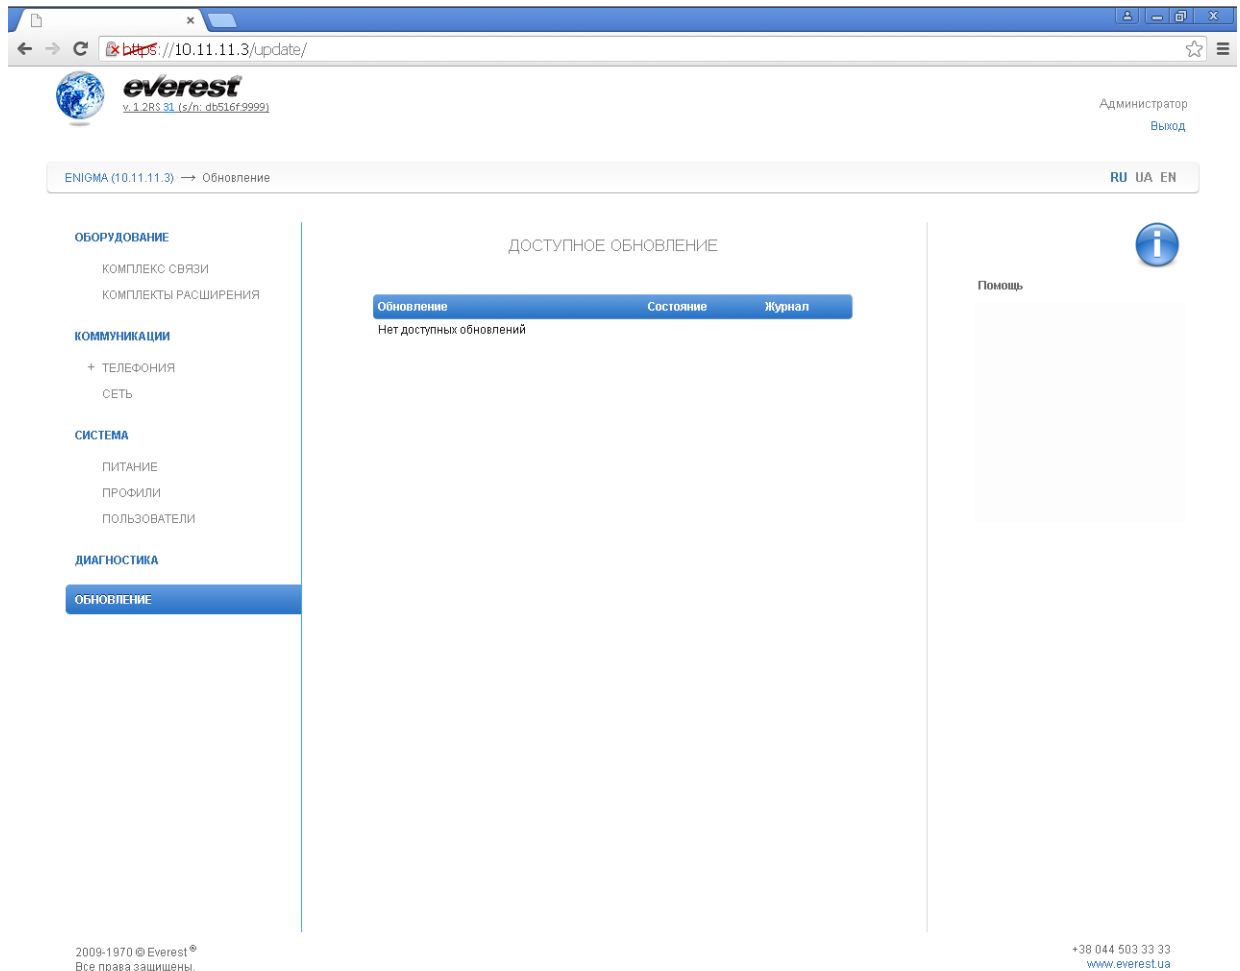 https://10.11.11.3/update/
everest
v. 1.2RS 31 (s/n: db516f:9999)
Администратор
Выход
ENIGMA (10.11.11.3) → Обновление
RU UA EN
ОБОРУДОВАНИЕ
КОМПЛЕКС СВЯЗИ
КОМПЛЕКТЫ РАСШИРЕНИЯ
КОММУНИКАЦИИ
+ ТЕЛЕФОНИЯ
СЕТЬ
СИСТЕМА
ПИТАНИЕ
ПРОФИЛИ
ПОЛЬЗОВАТЕЛИ
ДИАГНОСТИКА
ОБНОВЛЕНИЕ
ДОСТУПНОЕ ОБНОВЛЕНИЕ
Обновление Состояние Журнал
Нет доступных обновлений
Помощь
2009-1970 © Everest ®
Все права защищены.
+38 044 503 33 33
www.everest.ua